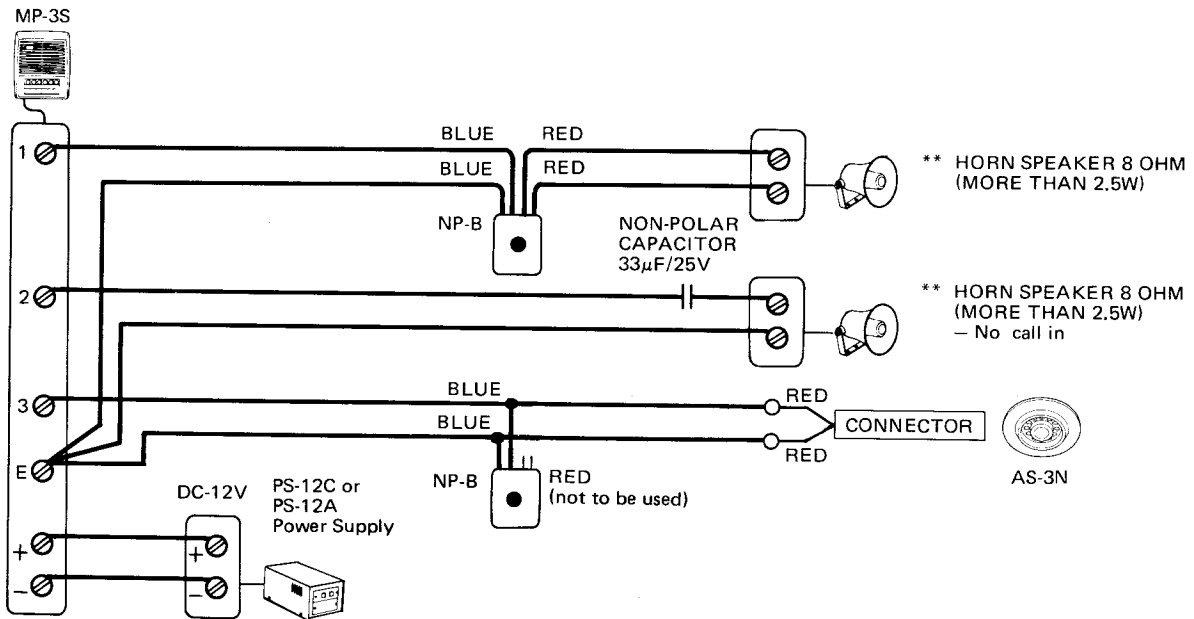 MP-3S
1
BLUE
RED
BLUE
RED
** HORN SPEAKER 8 OHM
(MORE THAN 2.5W)
NP-B
NON-POLAR
CAPACITOR
33μF/25V
2
** HORN SPEAKER 8 OHM
(MORE THAN 2.5W)
– No call in
3
BLUE
RED
BLUE
CONNECTOR
RED
E
NP-B
RED
(not to be used)
AS-3N
DC-12V
PS-12C or
PS-12A
Power Supply
+
+
–
–